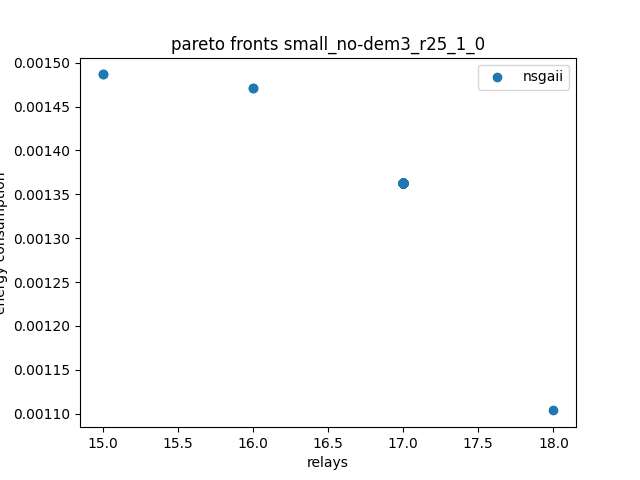 pareto fronts small_no-dem3_r25_1_0
nsgaii
0.00150
0.00145
0.00140
0.00135
0.00130
0.00125
0.00120
0.00115
0.00110
energy consumption
15.0 15.5 16.0 16.5 17.0 17.5 18.0
relays